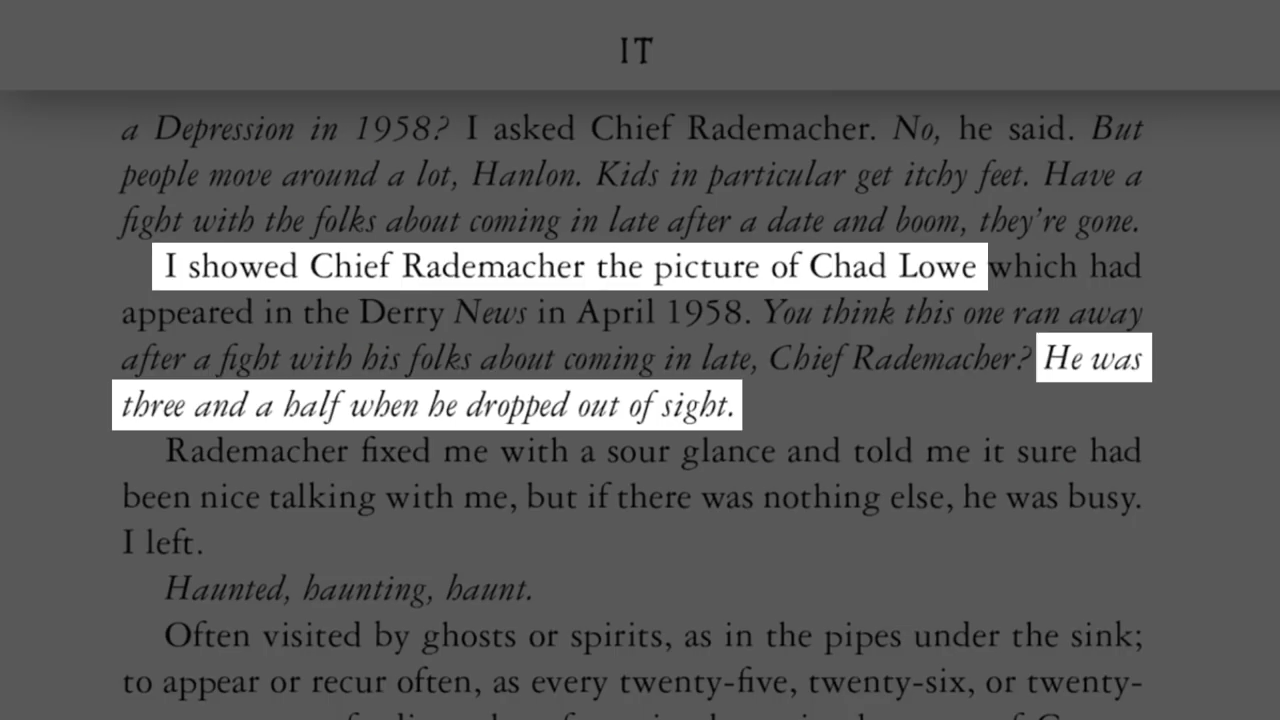 IT
a Depression in 1958? I asked Chief Rademacher. No, he said. But
people move around a lot, Hanlon. Kids in particular get itchy feet. Have a
fight with the folks about coming in late after a date and boom, they're gone.
I showed Chief Rademacher the picture of Chad Lowe which had
appeared in the Derry News in April 1958. You think this one ran away
after a fight with his folks about coming in late, Chief Rademacher? He was
three and a half when he dropped out of sight.
Rademacher fixed me with a sour glance and told me it sure had
been nice talking with me, but if there was nothing else, he was busy.
I left.
Haunted, haunting, haunt.
Often visited by ghosts or spirits, as in the pipes under the sink;
to appear or recur often, as every twenty-five, twenty-six, or twenty-